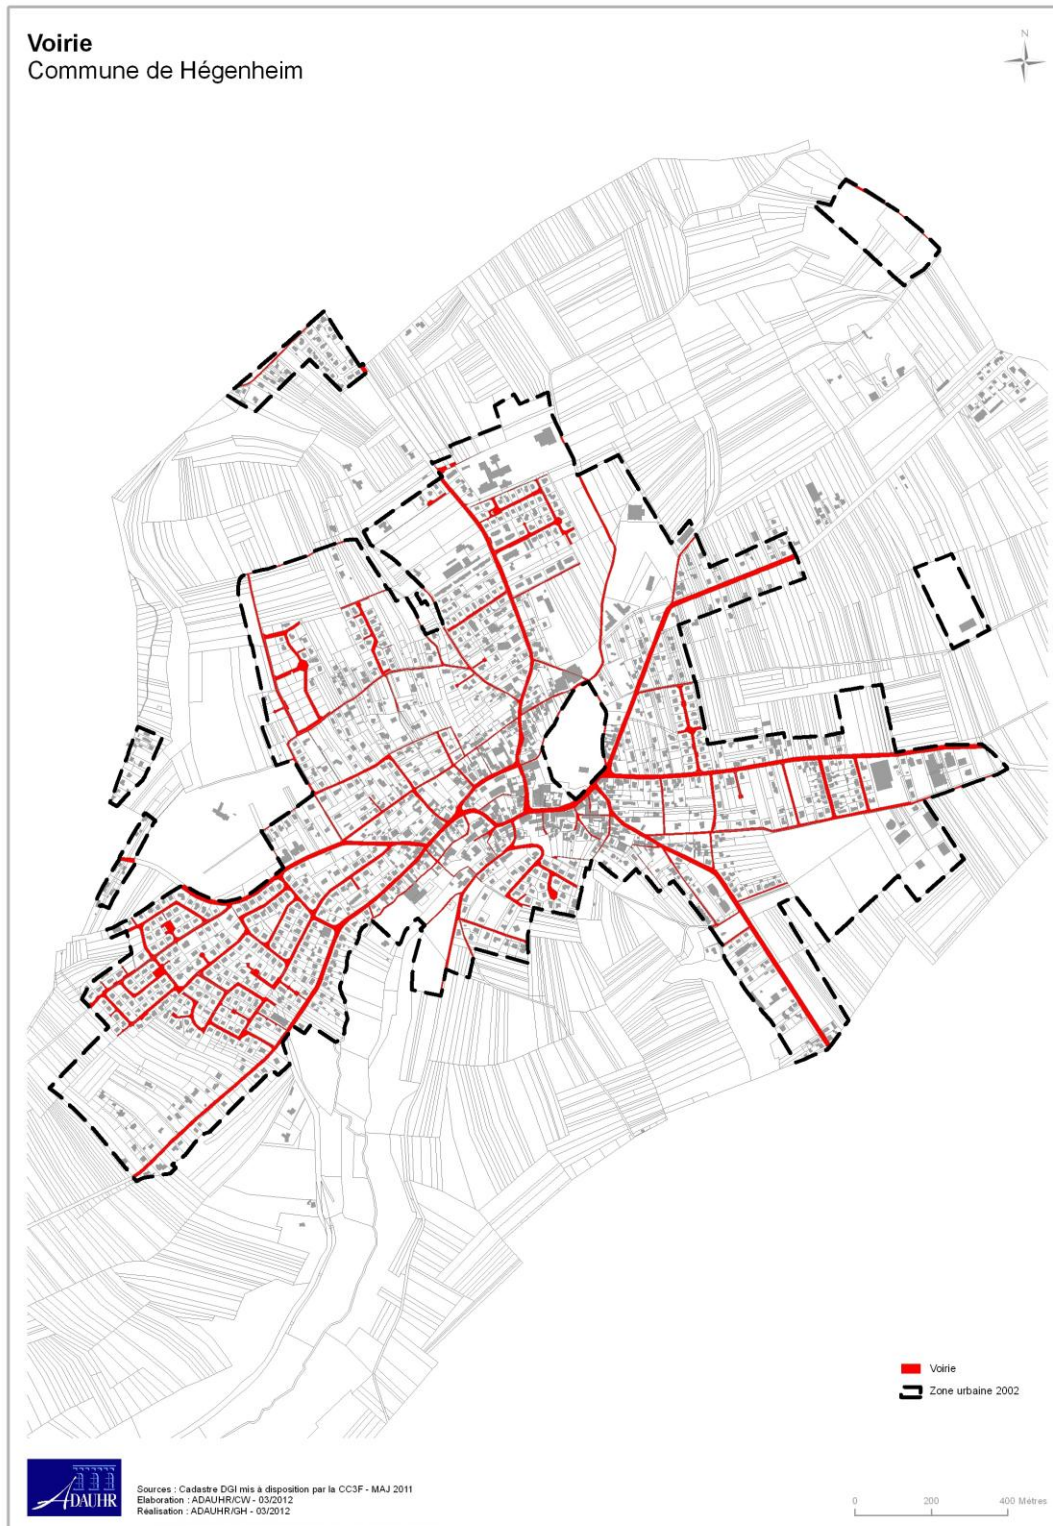 Voirie
Commune de Hégenheim
N
Voirie
Zone urbaine 2002
ADAUHR
Sources : Cadastre DGI mis à disposition par la CC3F - MAJ 2011
Elaboration : ADAUHR/CW - 03/2012
Réalisation : ADAUHR/GH - 03/2012
0 200 400 Mètres